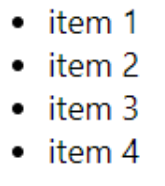 • item 1
• item 2
• item 3
• item 4